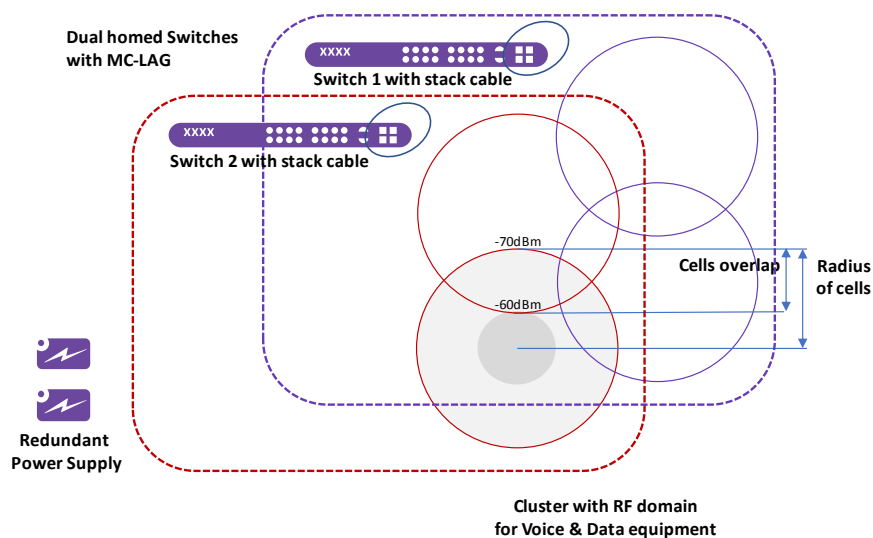 Dual homed Switches
with MC-LAG
XXXX
Switch 1 with stack cable
XXXX
Switch 2 with stack cable
-70dBm
Cells overlap
Radius
of cells
-60dBm
Redundant
Power Supply
Cluster with RF domain
for Voice & Data equipment